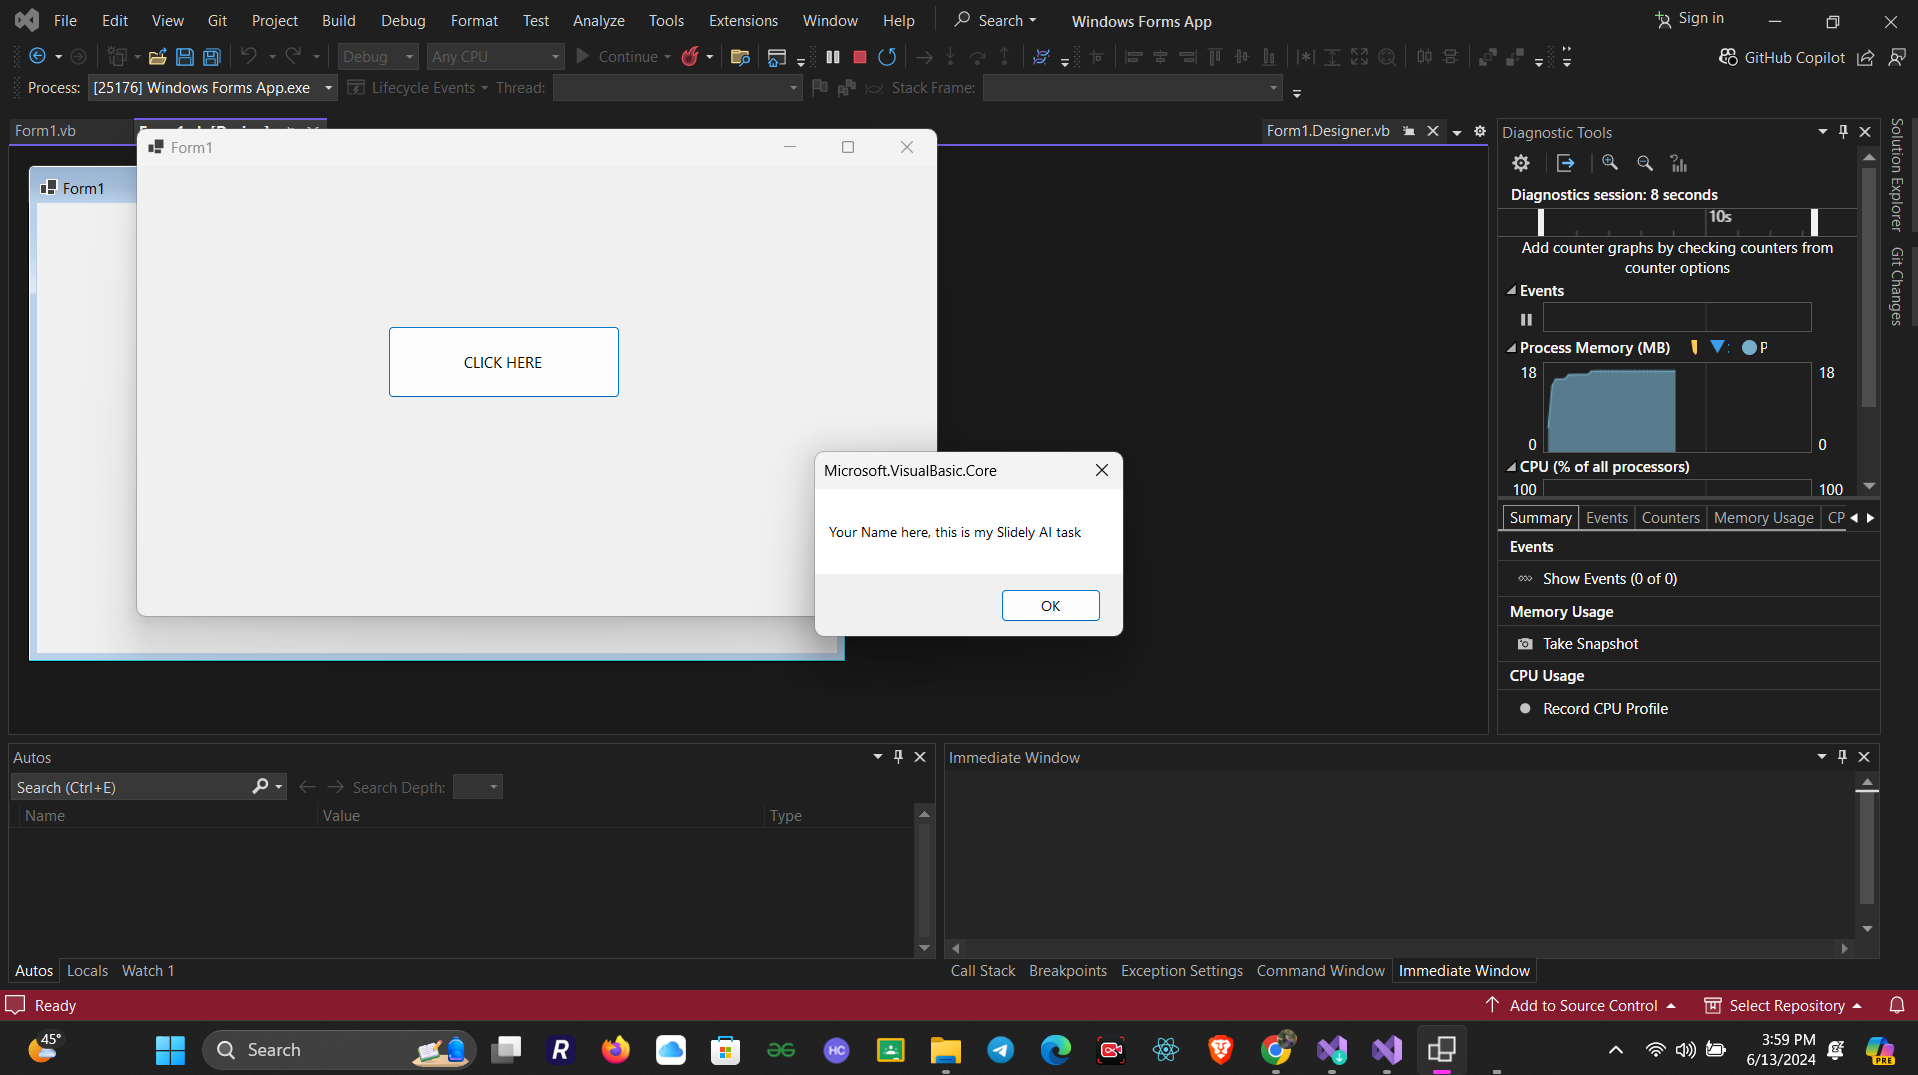 File Edit View Git Project Build Debug Format Test Analyze Tools Extensions Window Help Search Windows Forms App Sign in
Debug Any CPU Continue GitHub Copilot
Process: [25176] Windows Forms App.exe Lifecycle Events Thread: Stack Frame:
Form1.vb Form1.Designer.vb
Form1
Form1
CLICK HERE
Microsoft.VisualBasic.Core
Your Name here, this is my Slidely AI task
OK
Diagnostic Tools
Diagnostics session: 8 seconds
10s
Add counter graphs by checking counters from
counter options
Events
Process Memory (MB) P
18 18
0 0
CPU (% of all processors)
100 100
Summary Events Counters Memory Usage CP
Events
Show Events (0 of 0)
Memory Usage
Take Snapshot
CPU Usage
Record CPU Profile
Solution Explorer
Git Changes
Autos
Search (Ctrl+E) Search Depth:
Name Value Type
Autos Locals Watch 1
Immediate Window
Call Stack Breakpoints Exception Settings Command Window Immediate Window
Ready Add to Source Control Select Repository
45°
Search
R
HC
PRE
3:59 PM
6/13/2024